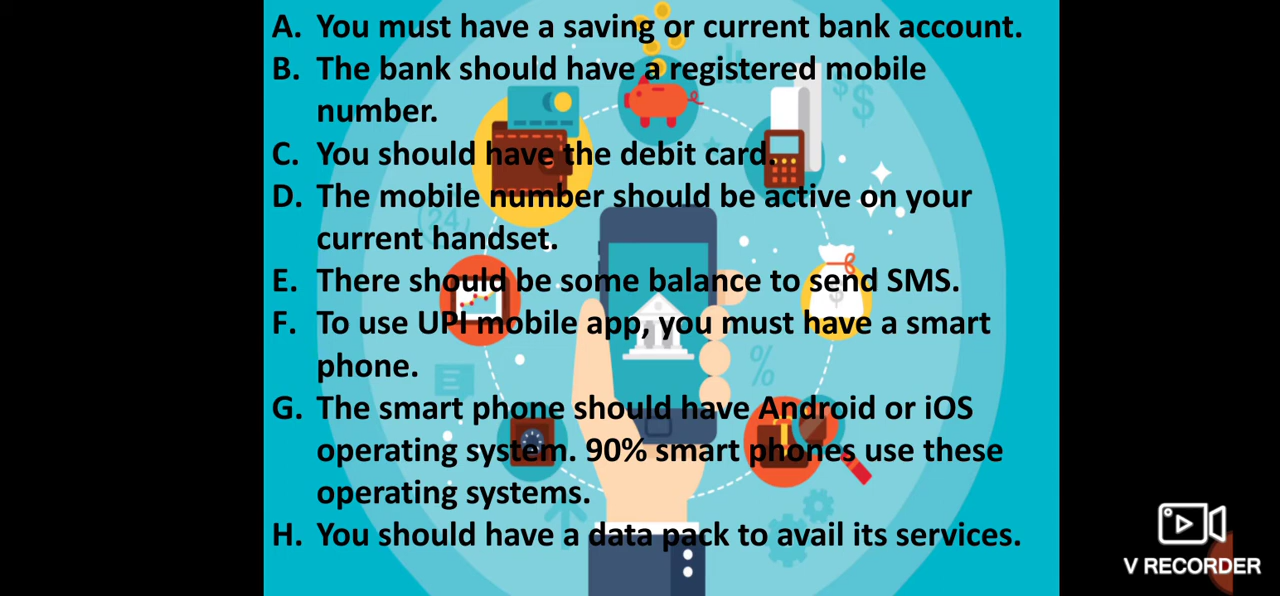 A. You must have a saving or current bank account.
B. The bank should have a registered mobile
number.
C. You should have the debit card.
D. The mobile number should be active on your
current handset.
E. There should be some balance to send SMS.
F. To use UPI mobile app, you must have a smart
phone.
G. The smart phone should have Android or iOS
operating system. 90% smart phones use these
operating systems.
H. You should have a data pack to avail its services.
24
$
$
$
%
V RECORDER